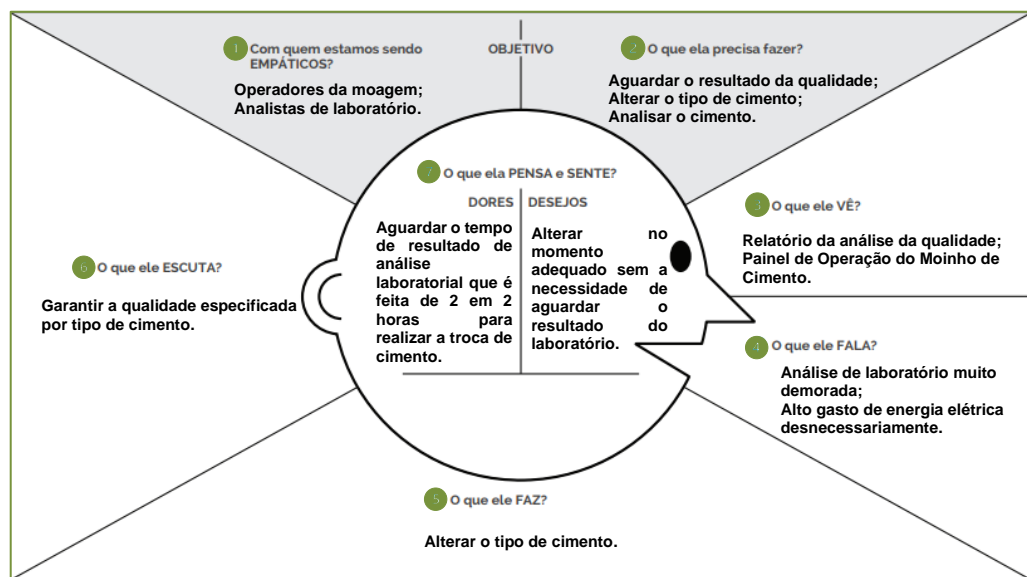 1 Com quem estamos sendo
EMPÁTICOS?
Operadores da moagem;
Analistas de laboratório.
OBJETIVO
2 O que ela precisa fazer?
Aguardar o resultado da qualidade;
Alterar o tipo de cimento;
Analisar o cimento.
7 O que ela PENSA e SENTE?
DORES
Aguardar o tempo
de resultado de
análise
laboratorial que é
feita de 2 em 2
horas para
realizar a troca de
cimento.
DESEJOS
Alterar no
momento
adequado sem a
necessidade de
aguardar o
resultado do
laboratório.
3 O que ele VÊ?
Relatório da análise da qualidade;
Painel de Operação do Moinho de
Cimento.
4 O que ele FALA?
Análise de laboratório muito
demorada;
Alto gasto de energia elétrica
desnecessariamente.
5 O que ele FAZ?
Alterar o tipo de cimento.
6 O que ele ESCUTA?
Garantir a qualidade especificada
por tipo de cimento.